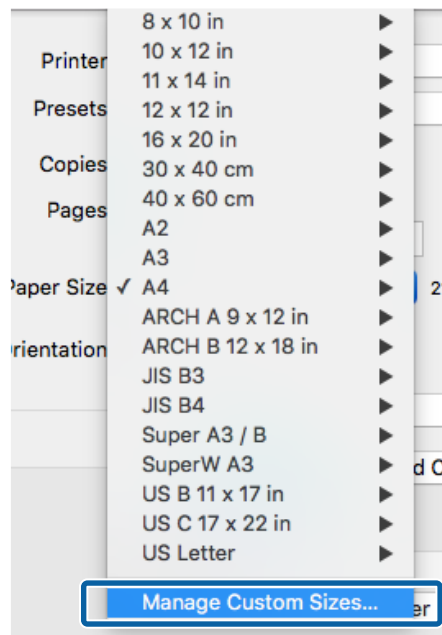 8 x 10 in
Printer 10 x 12 in
11 x 14 in
Presets 12 x 12 in
16 x 20 in
Copies 30 x 40 cm
40 x 60 cm
Pages A2
A3
Paper Size ✓ A4 2
ARCH A 9 x 12 in
rientation ARCH B 12 x 18 in
JIS B3
JIS B4
Super A3 / B
SuperW A3 d C
US B 11 x 17 in
US C 17 x 22 in
US Letter
Manage Custom Sizes... er